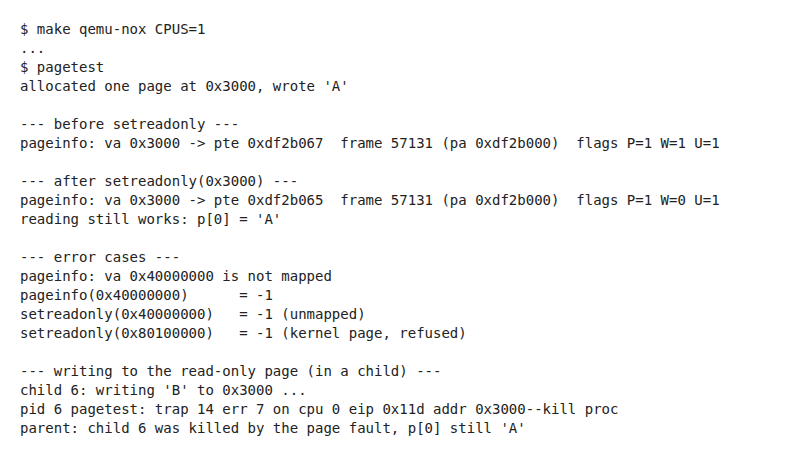 $ make qemu-nox CPUS=1
...
$ pagetest
allocated one page at 0x3000, wrote 'A'
--- before setreadonly ---
pageinfo: va 0x3000 -> pte 0xdf2b067  frame 57131 (pa 0xdf2b000)  flags P=1 W=1 U=1
--- after setreadonly(0x3000) ---
pageinfo: va 0x3000 -> pte 0xdf2b065  frame 57131 (pa 0xdf2b000)  flags P=1 W=0 U=1
reading still works: p[0] = 'A'
--- error cases ---
pageinfo: va 0x40000000 is not mapped
pageinfo(0x40000000)      = -1
setreadonly(0x40000000)   = -1 (unmapped)
setreadonly(0x80100000)   = -1 (kernel page, refused)
--- writing to the read-only page (in a child) ---
child 6: writing 'B' to 0x3000 ...
pid 6 pagetest: trap 14 err 7 on cpu 0 eip 0x11d addr 0x3000--kill proc
parent: child 6 was killed by the page fault, p[0] still 'A'